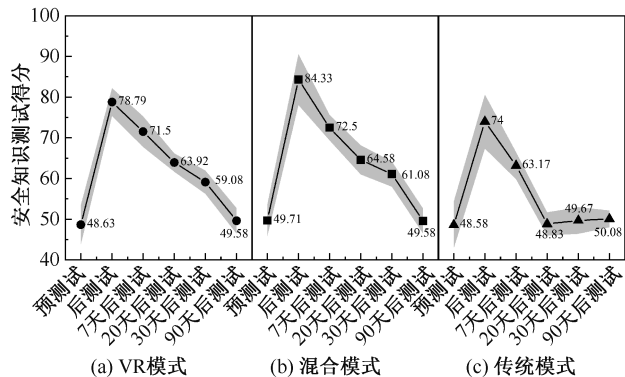 安全知识测试得分
100
90
80
70
60
50
40
48.63
78.79
71.5
63.92
59.08
49.58
49.71
84.33
72.5
64.58
61.08
49.58
48.58
74
63.17
48.83
49.67
50.08
预测试
后测试
7天后测试
20天后测试
30天后测试
90天后测试
预测试
后测试
7天后测试
20天后测试
30天后测试
90天后测试
预测试
后测试
7天后测试
20天后测试
30天后测试
90天后测试
(a) VR模式
(b) 混合模式
(c) 传统模式